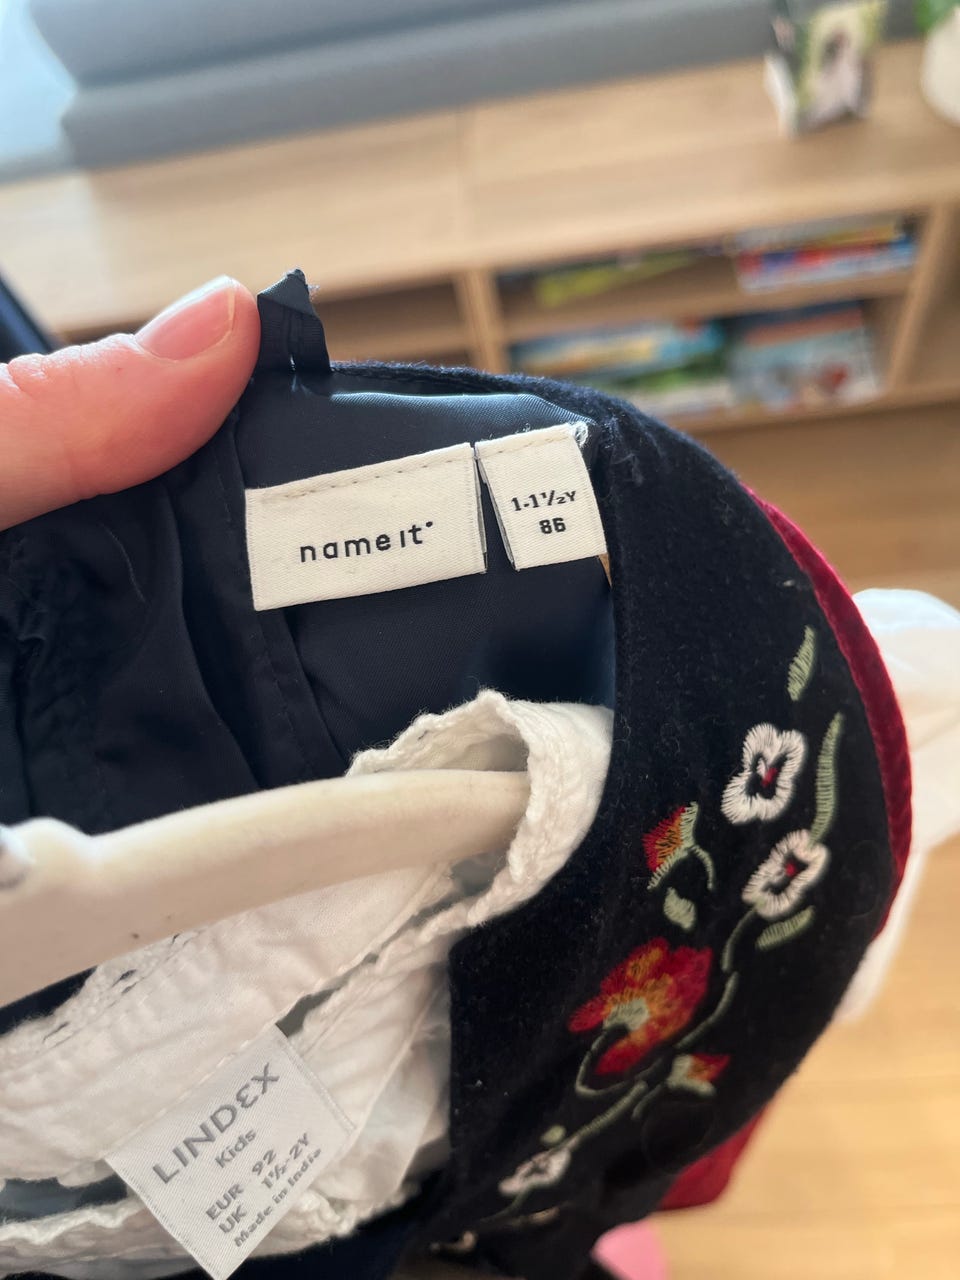 name it
1-1½Y
86
LINDEX
Kids
EUR 92
UK 1½-2Y
Made in India